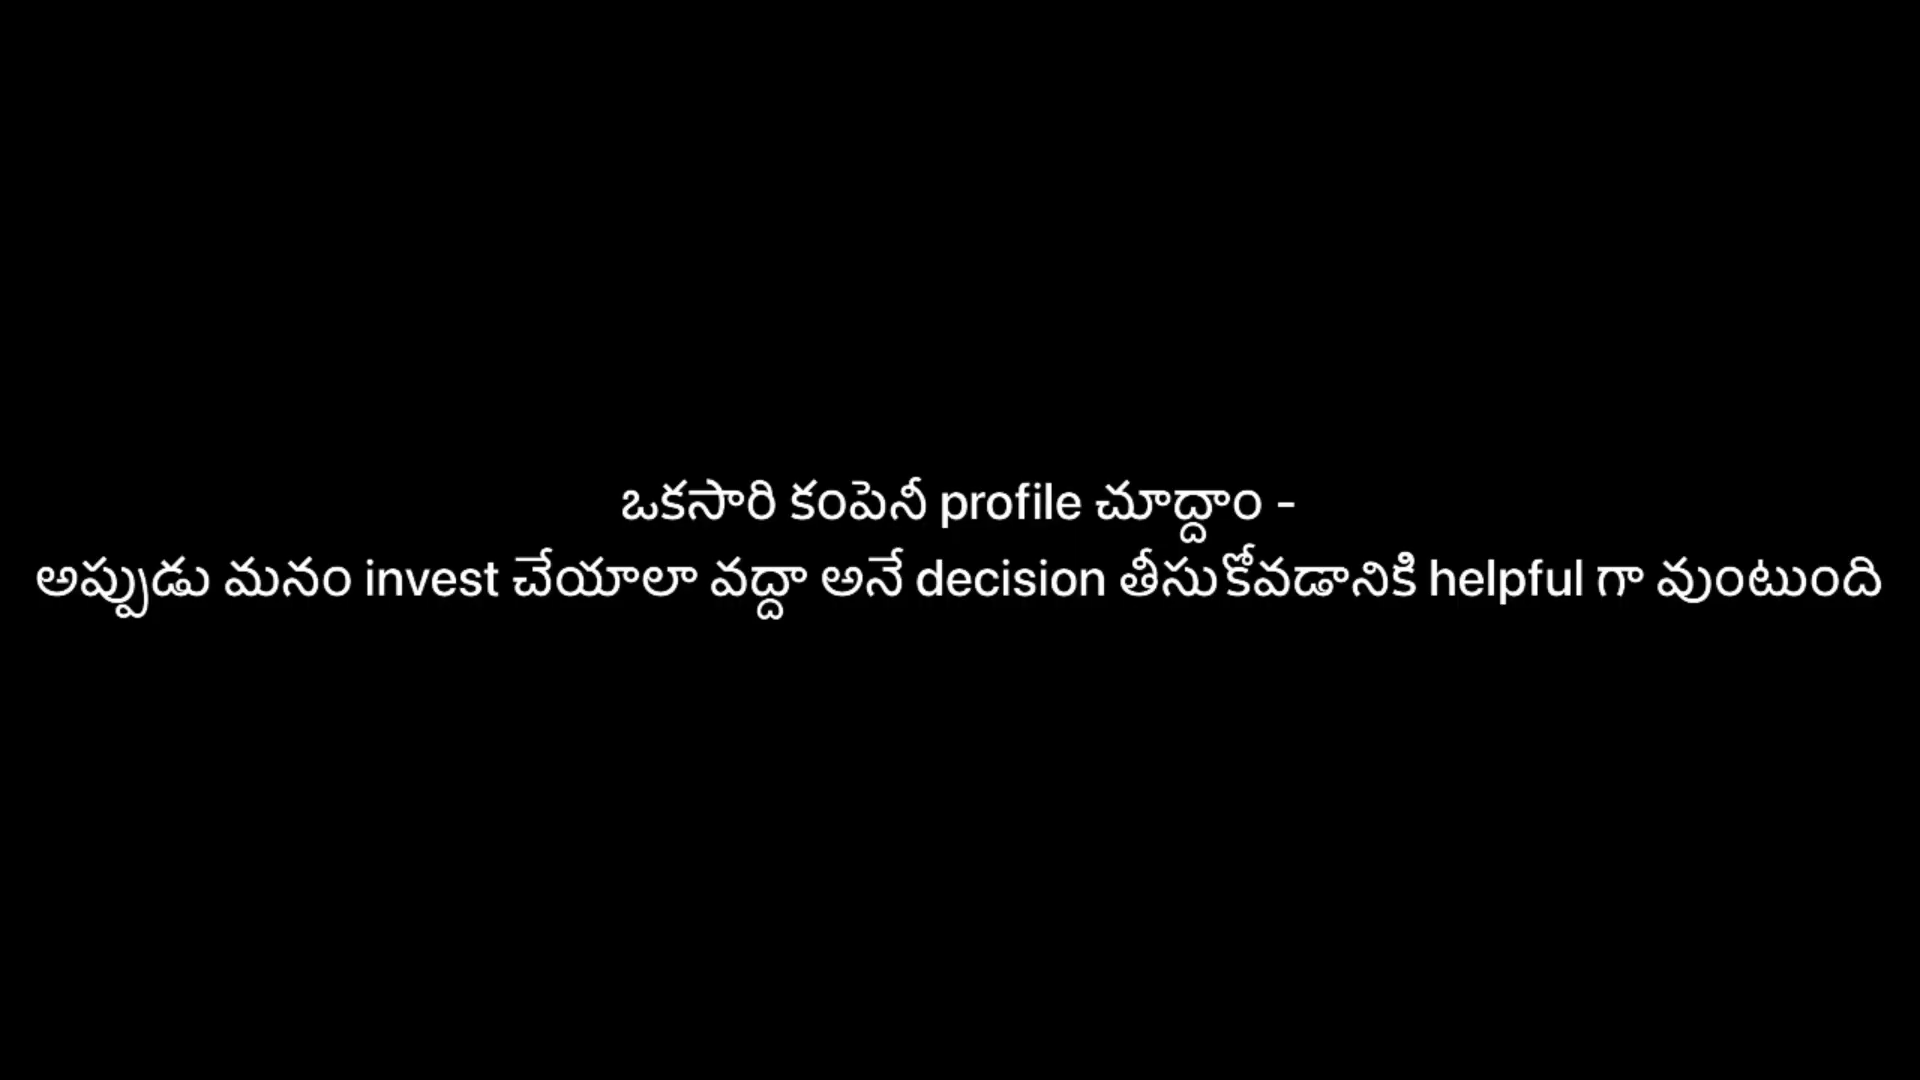 ఒకసారి కంపెనీ profile చూద్దాం -
అప్పుడు మనం invest చేయాలా వద్దా అనే decision తీసుకోవడానికి helpful గా వుంటుంది